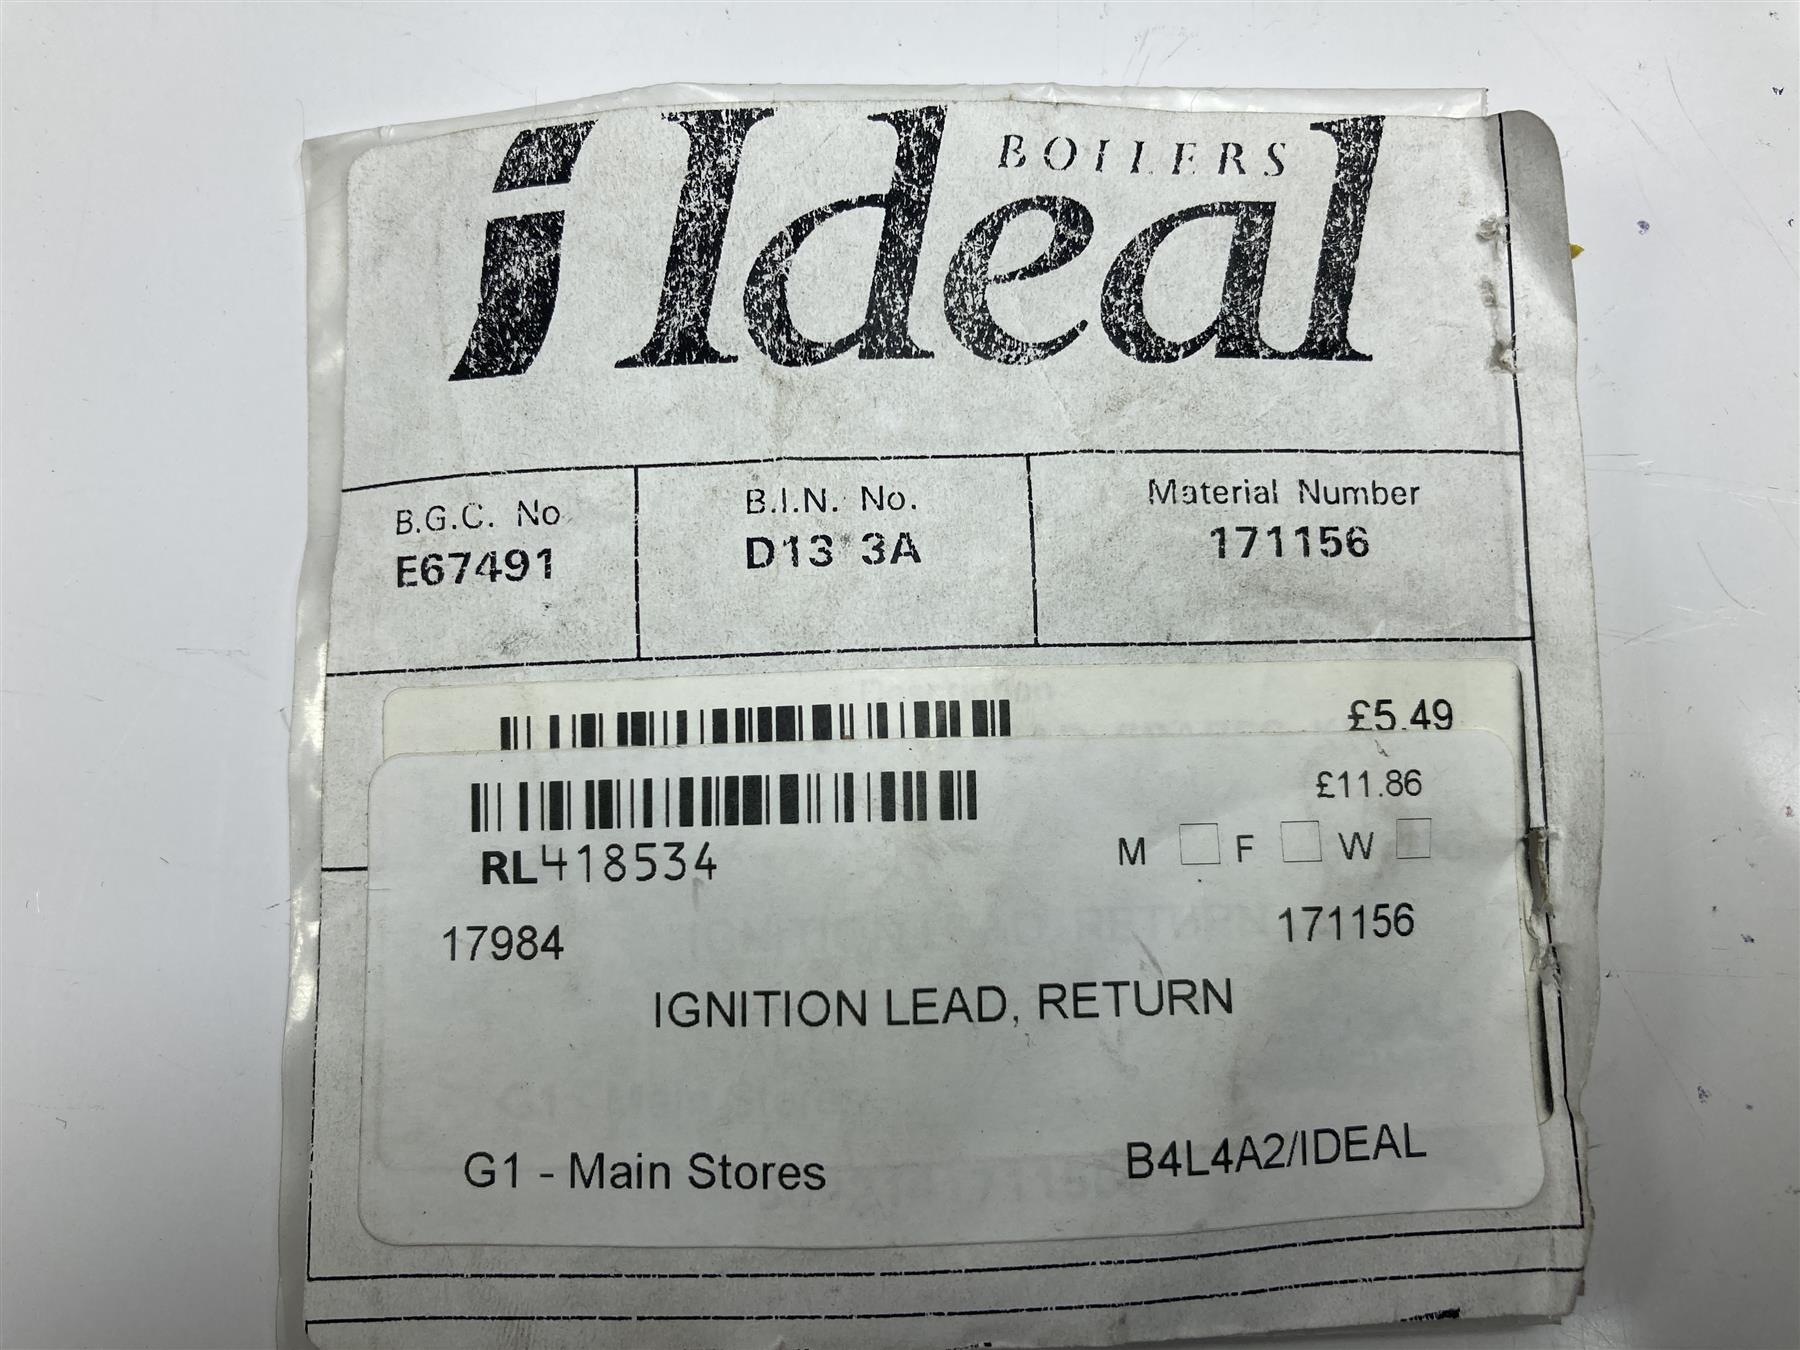 BOILERS
i Ideal
B.G.C. No
E67491
B.I.N. No.
D13 3A
Material Number
171156
£5.49
£11.86
RL418534
M F W
17984
171156
IGNITION LEAD, RETURN
G1 - Main Stores
B4L4A2/IDEAL